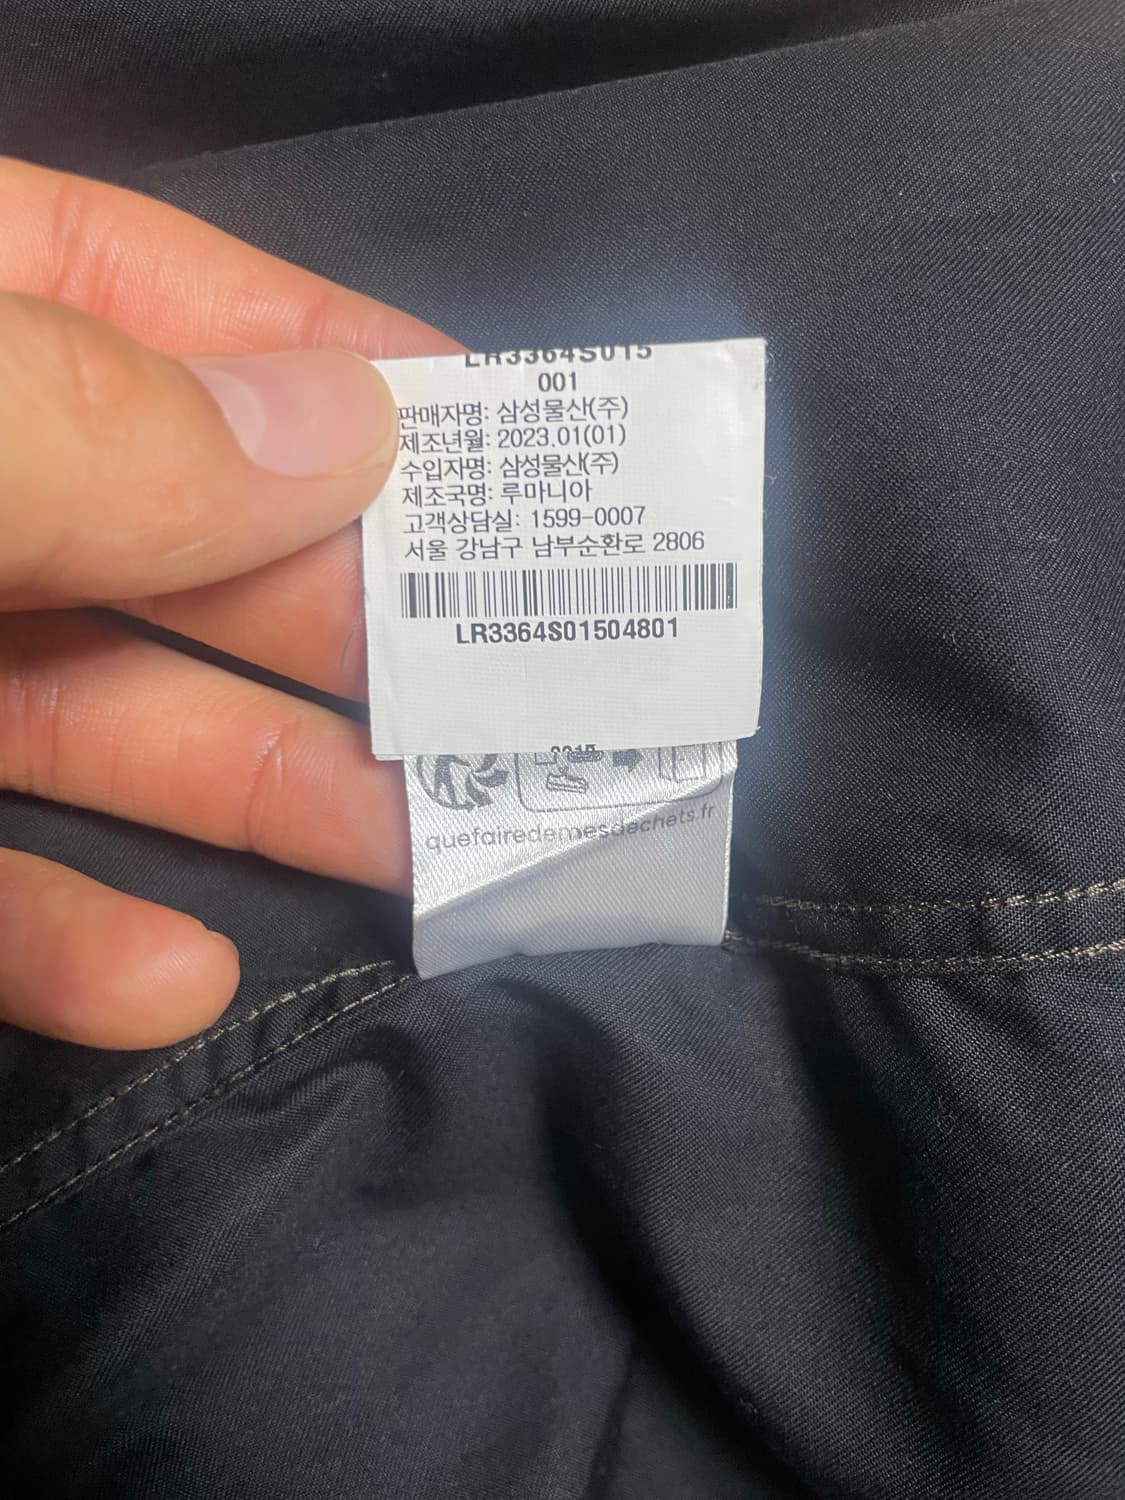 LR3364S015
001
판매자명: 삼성물산(주)
제조년월: 2023.01(01)
수입자명: 삼성물산(주)
제조국명: 루마니아
고객상담실: 1599-0007
서울 강남구 남부순환로 2806
LR3364S01504801
quefairedemesdechets.fr